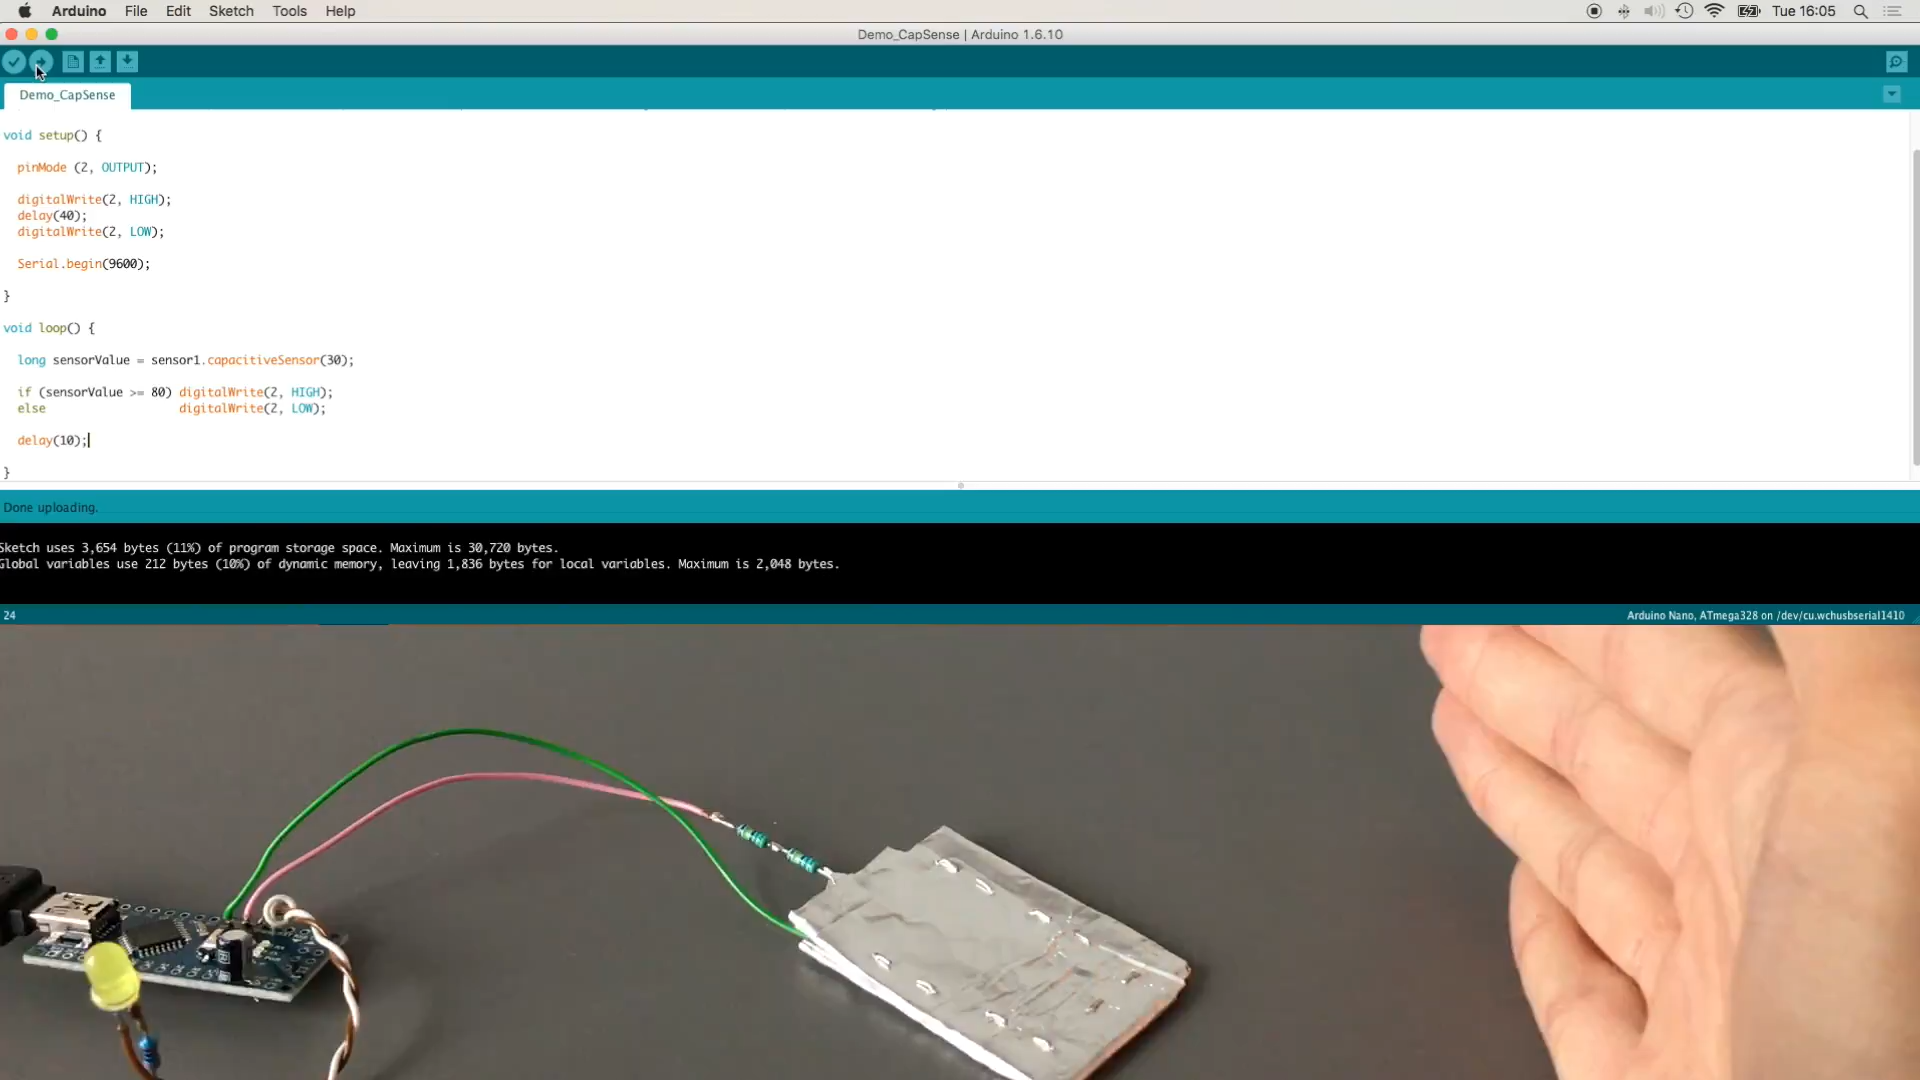 Arduino File Edit Sketch Tools Help Tue 16:05
Demo_CapSense | Arduino 1.6.10
Demo_CapSense
void setup() {
pinMode (2, OUTPUT);
digitalWrite(2, HIGH);
delay(40);
digitalWrite(2, LOW);
Serial.begin(9600);
}
void loop() {
long sensorValue = sensor1.capacitiveSensor(30);
if (sensorValue >= 80) digitalWrite(2, HIGH);
else digitalWrite(2, LOW);
delay(10);
}
Done uploading.
Sketch uses 3,654 bytes (11%) of program storage space. Maximum is 30,720 bytes.
Global variables use 212 bytes (10%) of dynamic memory, leaving 1,836 bytes for local variables. Maximum is 2,048 bytes.
24 Arduino Nano, ATmega328 on /dev/cu.wchusbserial1410